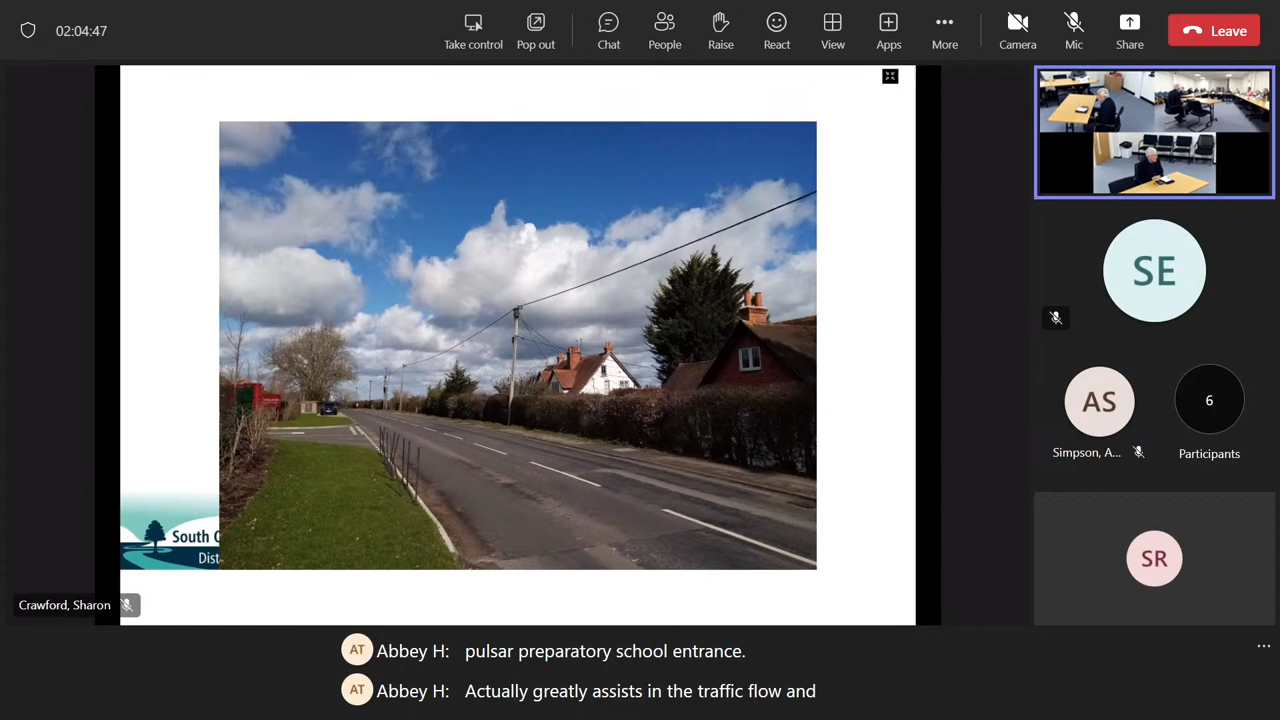 02:04:47
Take control
Pop out
Chat
People
Raise
React
View
Apps
More
Camera
Mic
Share
Leave
SE
AS
6
Simpson, A...
Participants
SR
South
Dist
Crawford, Sharon
AT Abbey H: pulsar preparatory school entrance.
AT Abbey H: Actually greatly assists in the traffic flow and